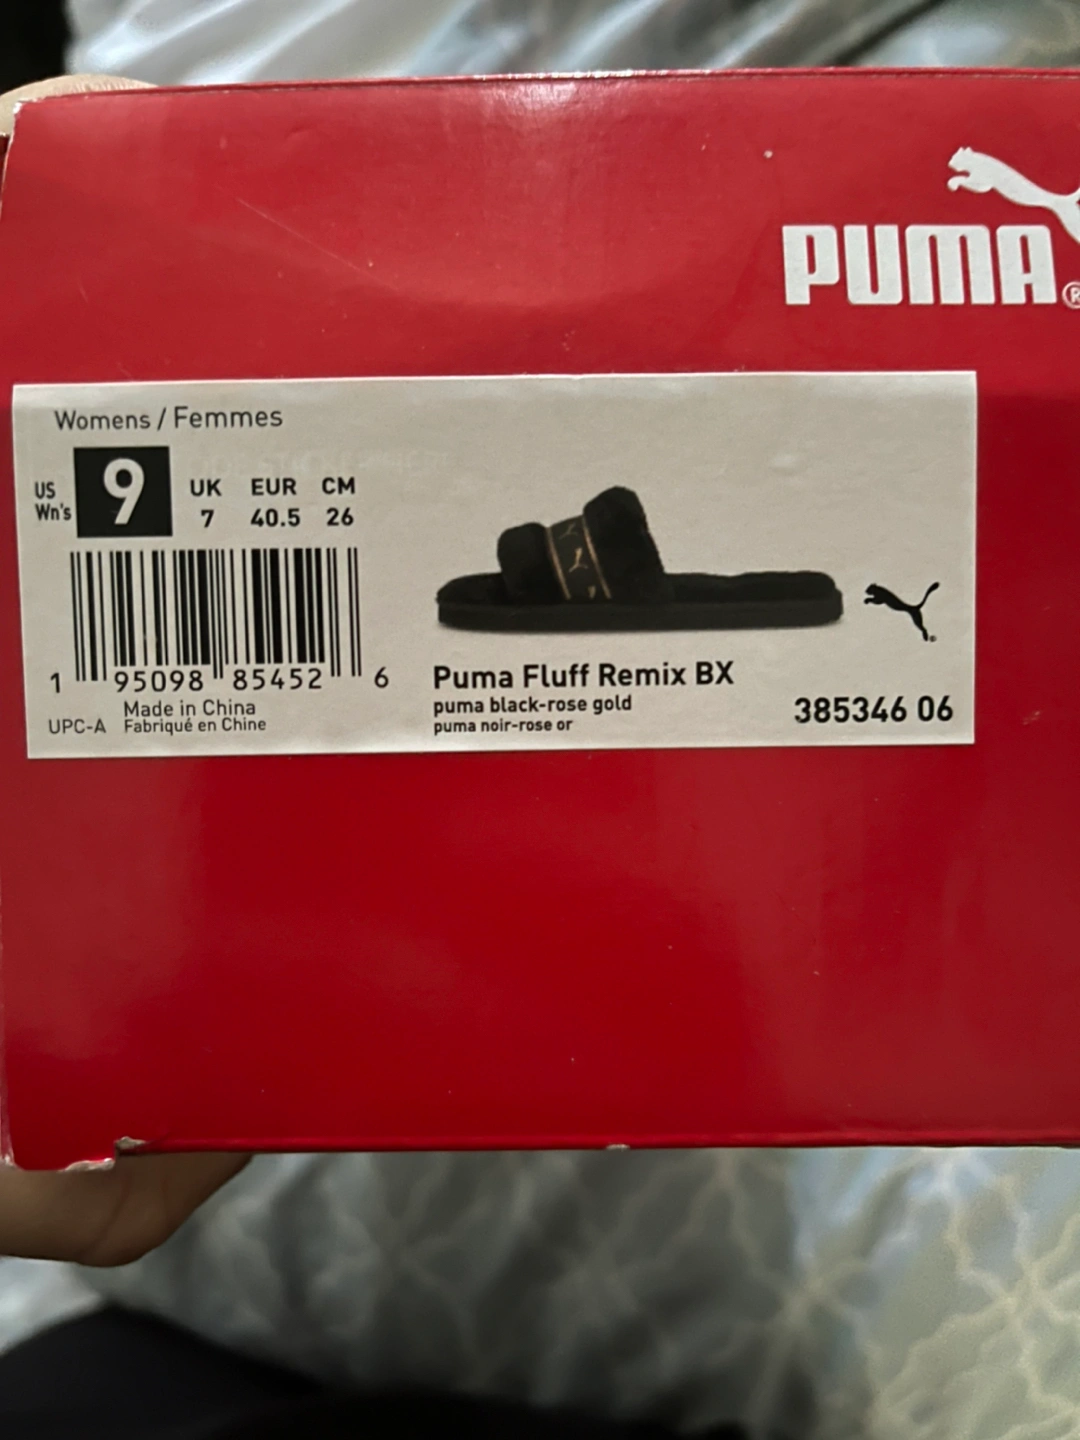 PUMA®
Womens / Femmes
US Wn's 9
UK EUR CM
7 40.5 26
1 95098 85452 6
UPC-A Made in China
Fabriqué en Chine
Puma Fluff Remix BX
puma black-rose gold
puma noir-rose or
385346 06